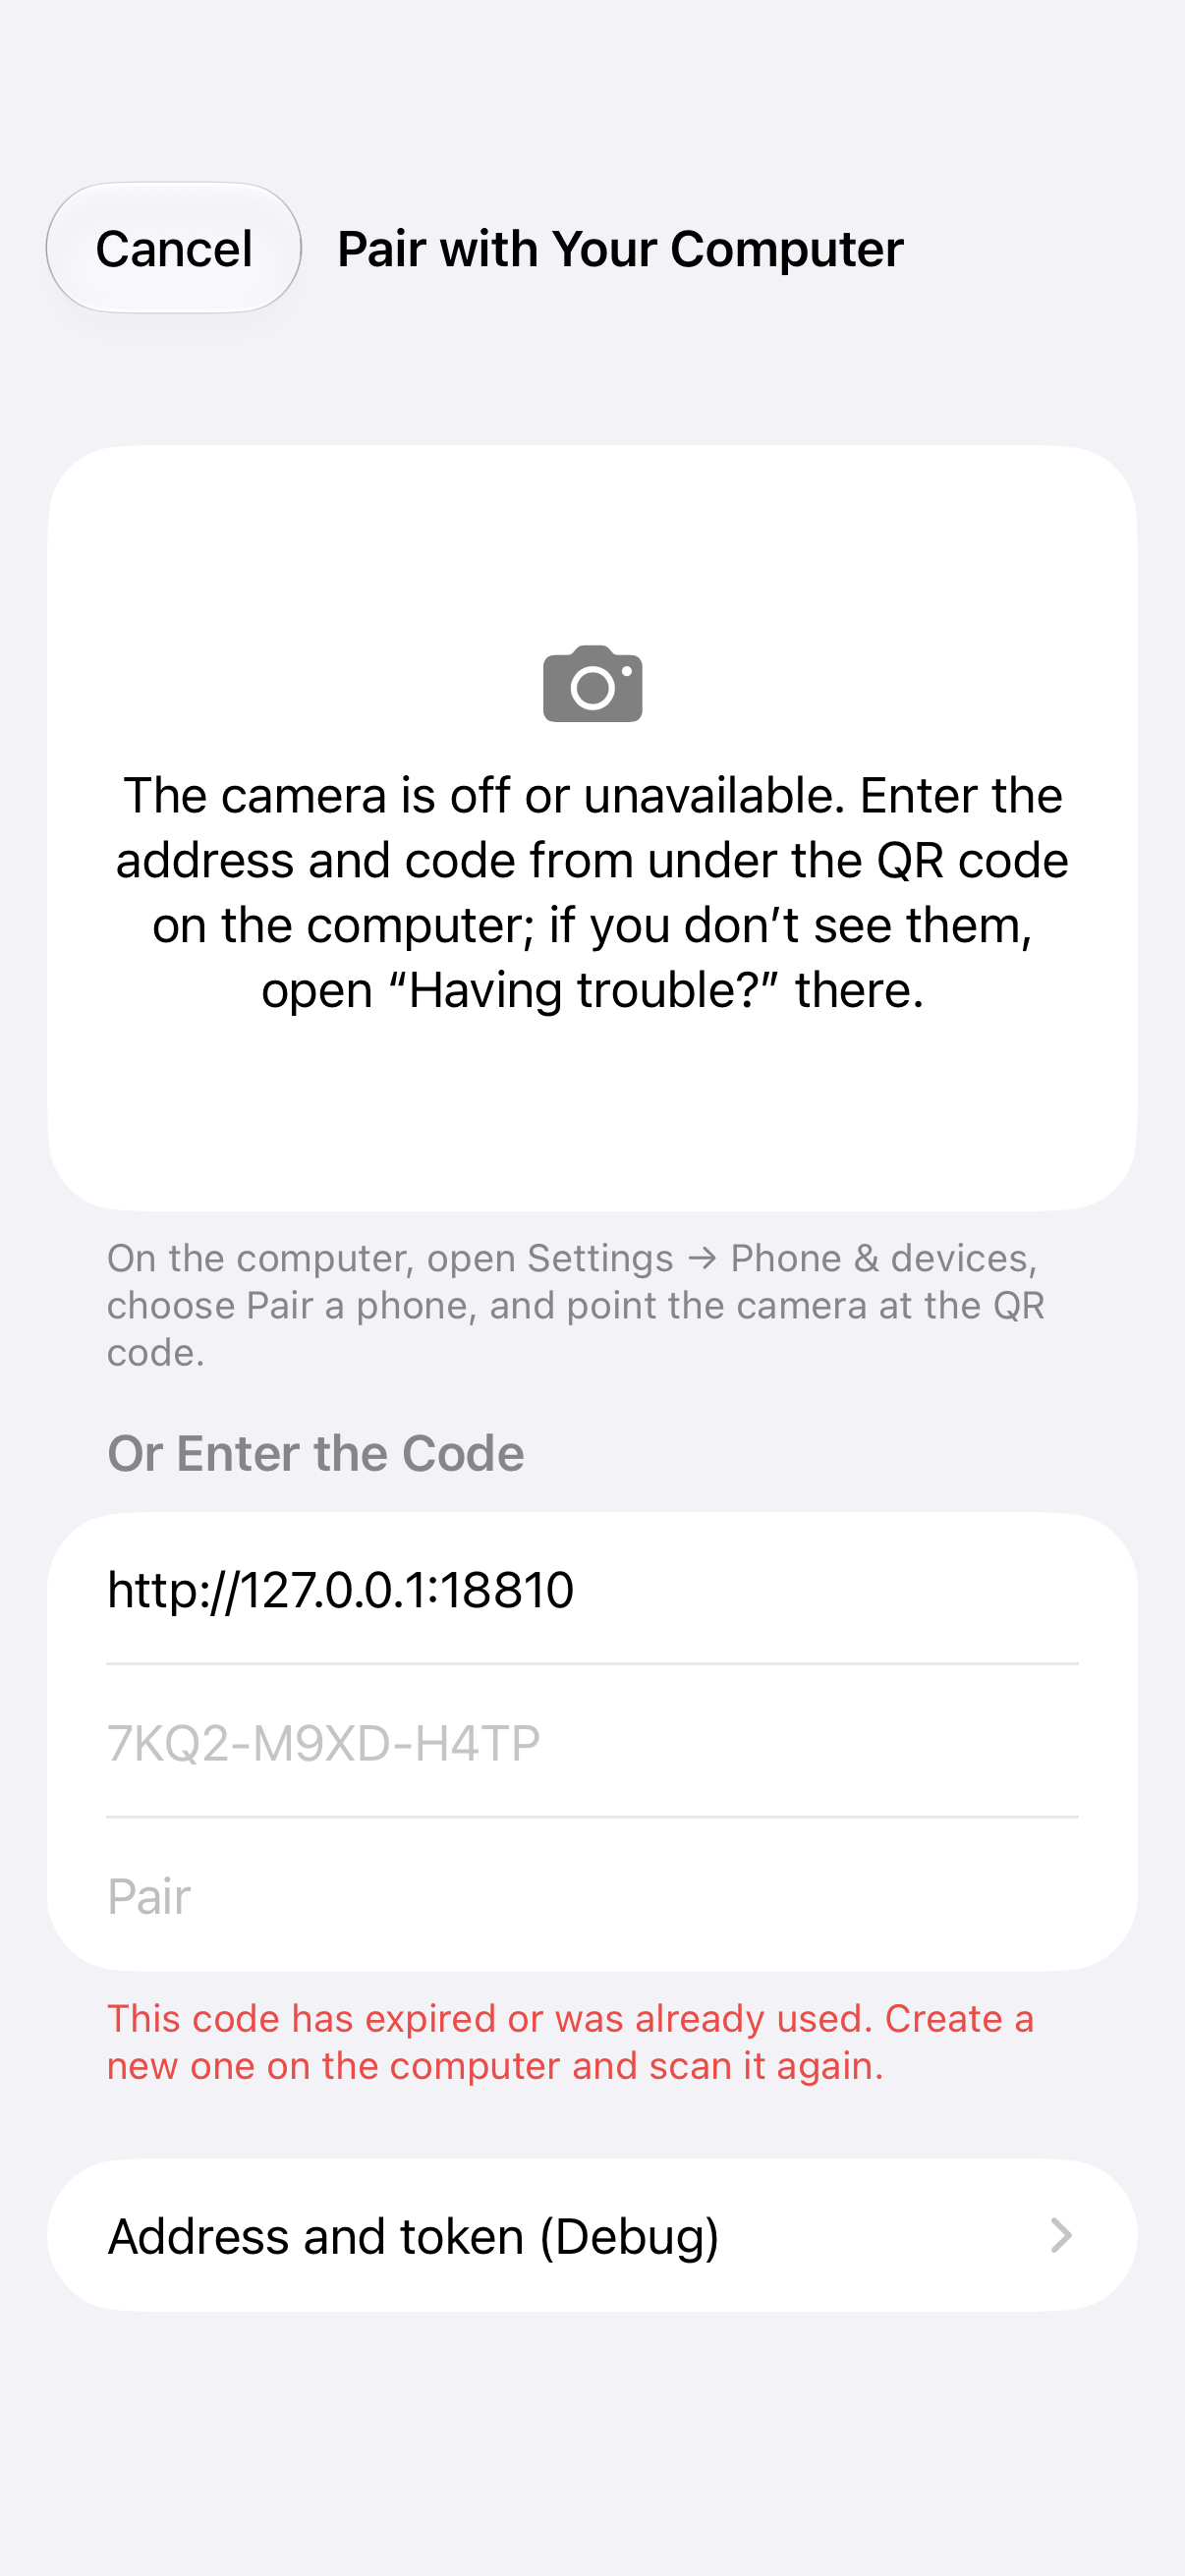 Cancel
Pair with Your Computer
The camera is off or unavailable. Enter the
address and code from under the QR code
on the computer; if you don’t see them,
open “Having trouble?” there.
On the computer, open Settings → Phone & devices,
choose Pair a phone, and point the camera at the QR
code.
Or Enter the Code
http://127.0.0.1:18810
7KQ2-M9XD-H4TP
Pair
This code has expired or was already used. Create a
new one on the computer and scan it again.
Address and token (Debug)